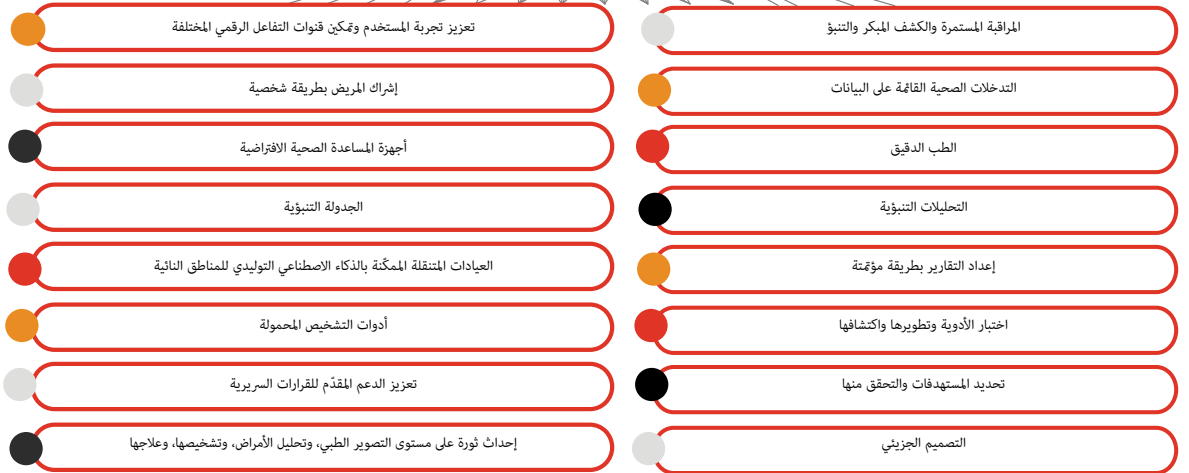 المراقبة المستمرة والكشف المبكر والتنبؤ
التدخلات الصحية القائمة على البيانات
الطب الدقيق
التحليلات التنبؤية
إعداد التقارير بطريقة مؤتمتة
اختبار الأدوية وتطويرها واكتشافها
تحديد المستهدفات والتحقق منها
التصميم الجزيئي
تعزيز تجربة المستخدم وتمكين قنوات التفاعل الرقمي المختلفة
إشراك المريض بطريقة شخصية
أجهزة المساعدة الصحية الافتراضية
الجدولة التنبؤية
العيادات المتنقلة الممكّنة بالذكاء الاصطناعي التوليدي للمناطق النائية
أدوات التشخيص المحمولة
تعزيز الدعم المقدّم للقرارات السريرية
إحداث ثورة على مستوى التصوير الطبي، وتحليل الأمراض، وتشخيصها، وعلاجها